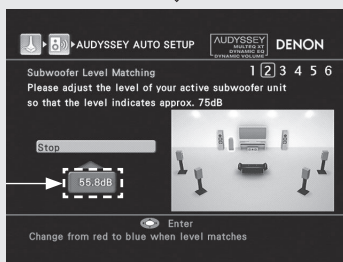 AUDYSSEY AUTO SETUP
AUDYSSEY
MULTEQ XT
DYNAMIC EQ
DYNAMIC VOLUME
DENON
Subwoofer Level Matching
1 2 3 4 5 6
Please adjust the level of your active subwoofer unit
so that the level indicates approx. 75dB
Stop
55.8dB
Enter
Change from red to blue when level matches